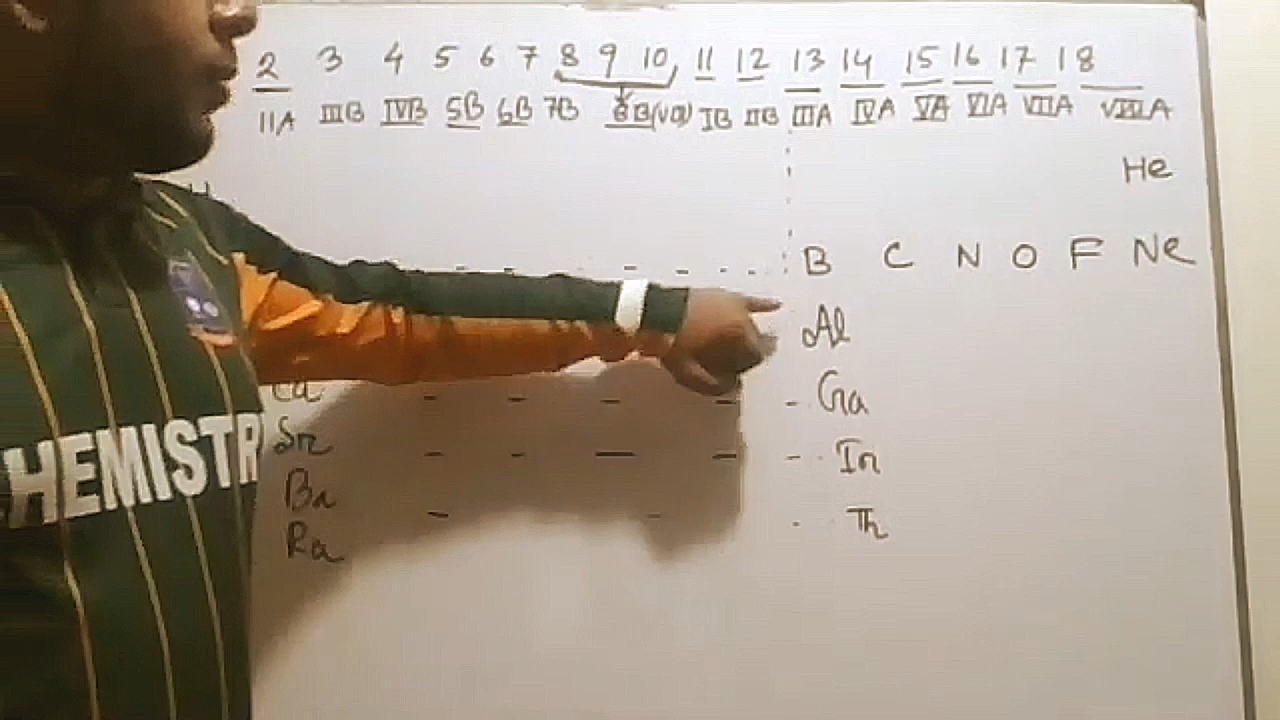 2 3 4 5 6 7 8 9 10, 11 12 13 14 15 16 17 18
IIA IIIB IVB 5B 6B 7B 8B(VIII) IB IIB IIIA IVA VA VIA VIIA VIIIA
He
B C N O F Ne
Al
Ca Ga
Sr In
Ba Th
Ra
HEMISTR